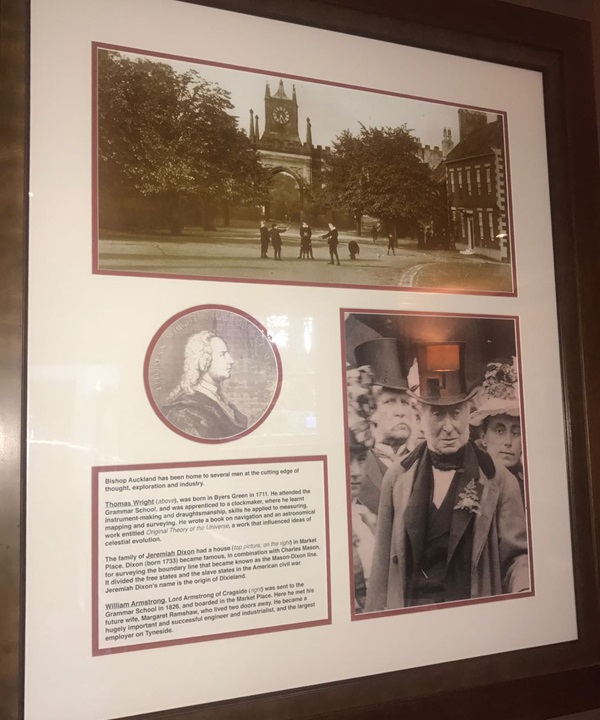 Bishop Auckland has been home to several men at the cutting edge of
thought, exploration and industry.
Thomas Wright (above), was born in Byers Green in 1711. He attended the
Grammar School, and was apprenticed to a clockmaker, where he learnt
instrument-making and draughtsmanship, skills he applied to measuring,
mapping and surveying. He wrote a book on navigation and an astronomical
work entitled Original Theory of the Universe, a work that influenced ideas of
celestial evolution.
The family of Jeremiah Dixon had a house (top picture, on the right) in Market
Place. Dixon (born 1733) became famous, in combination with Charles Mason,
for surveying the boundary line that became known as the Mason-Dixon line.
It divided the free states and the slave states in the American civil war.
Jeremiah Dixon's name is the origin of Dixieland.
William Armstrong, Lord Armstrong of Cragside (right) was sent to the
Grammar School in 1826, and boarded in the Market Place. Here he met his
future wife, Margaret Ramshaw, who lived two doors away. He became a
hugely important and successful engineer and industrialist, and the largest
employer on Tyneside.